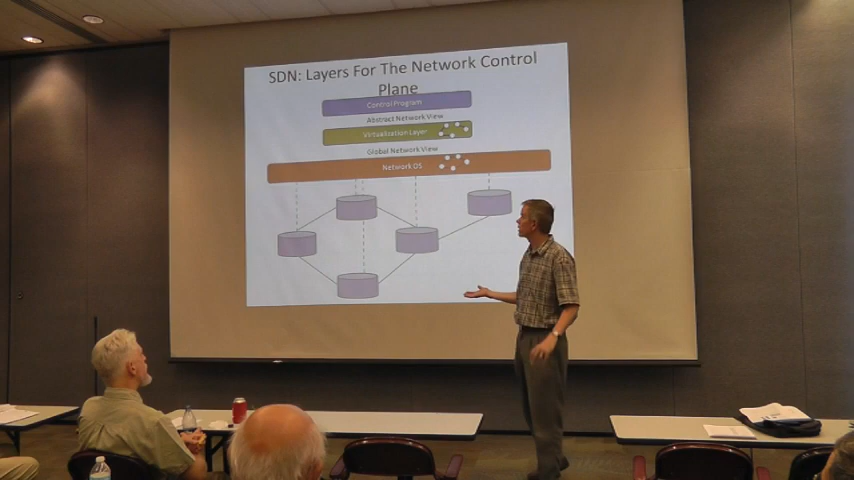 SDN: Layers For The Network Control
Plane
Control Program
Abstract Network View
Virtualization Layer
Global Network View
Network OS